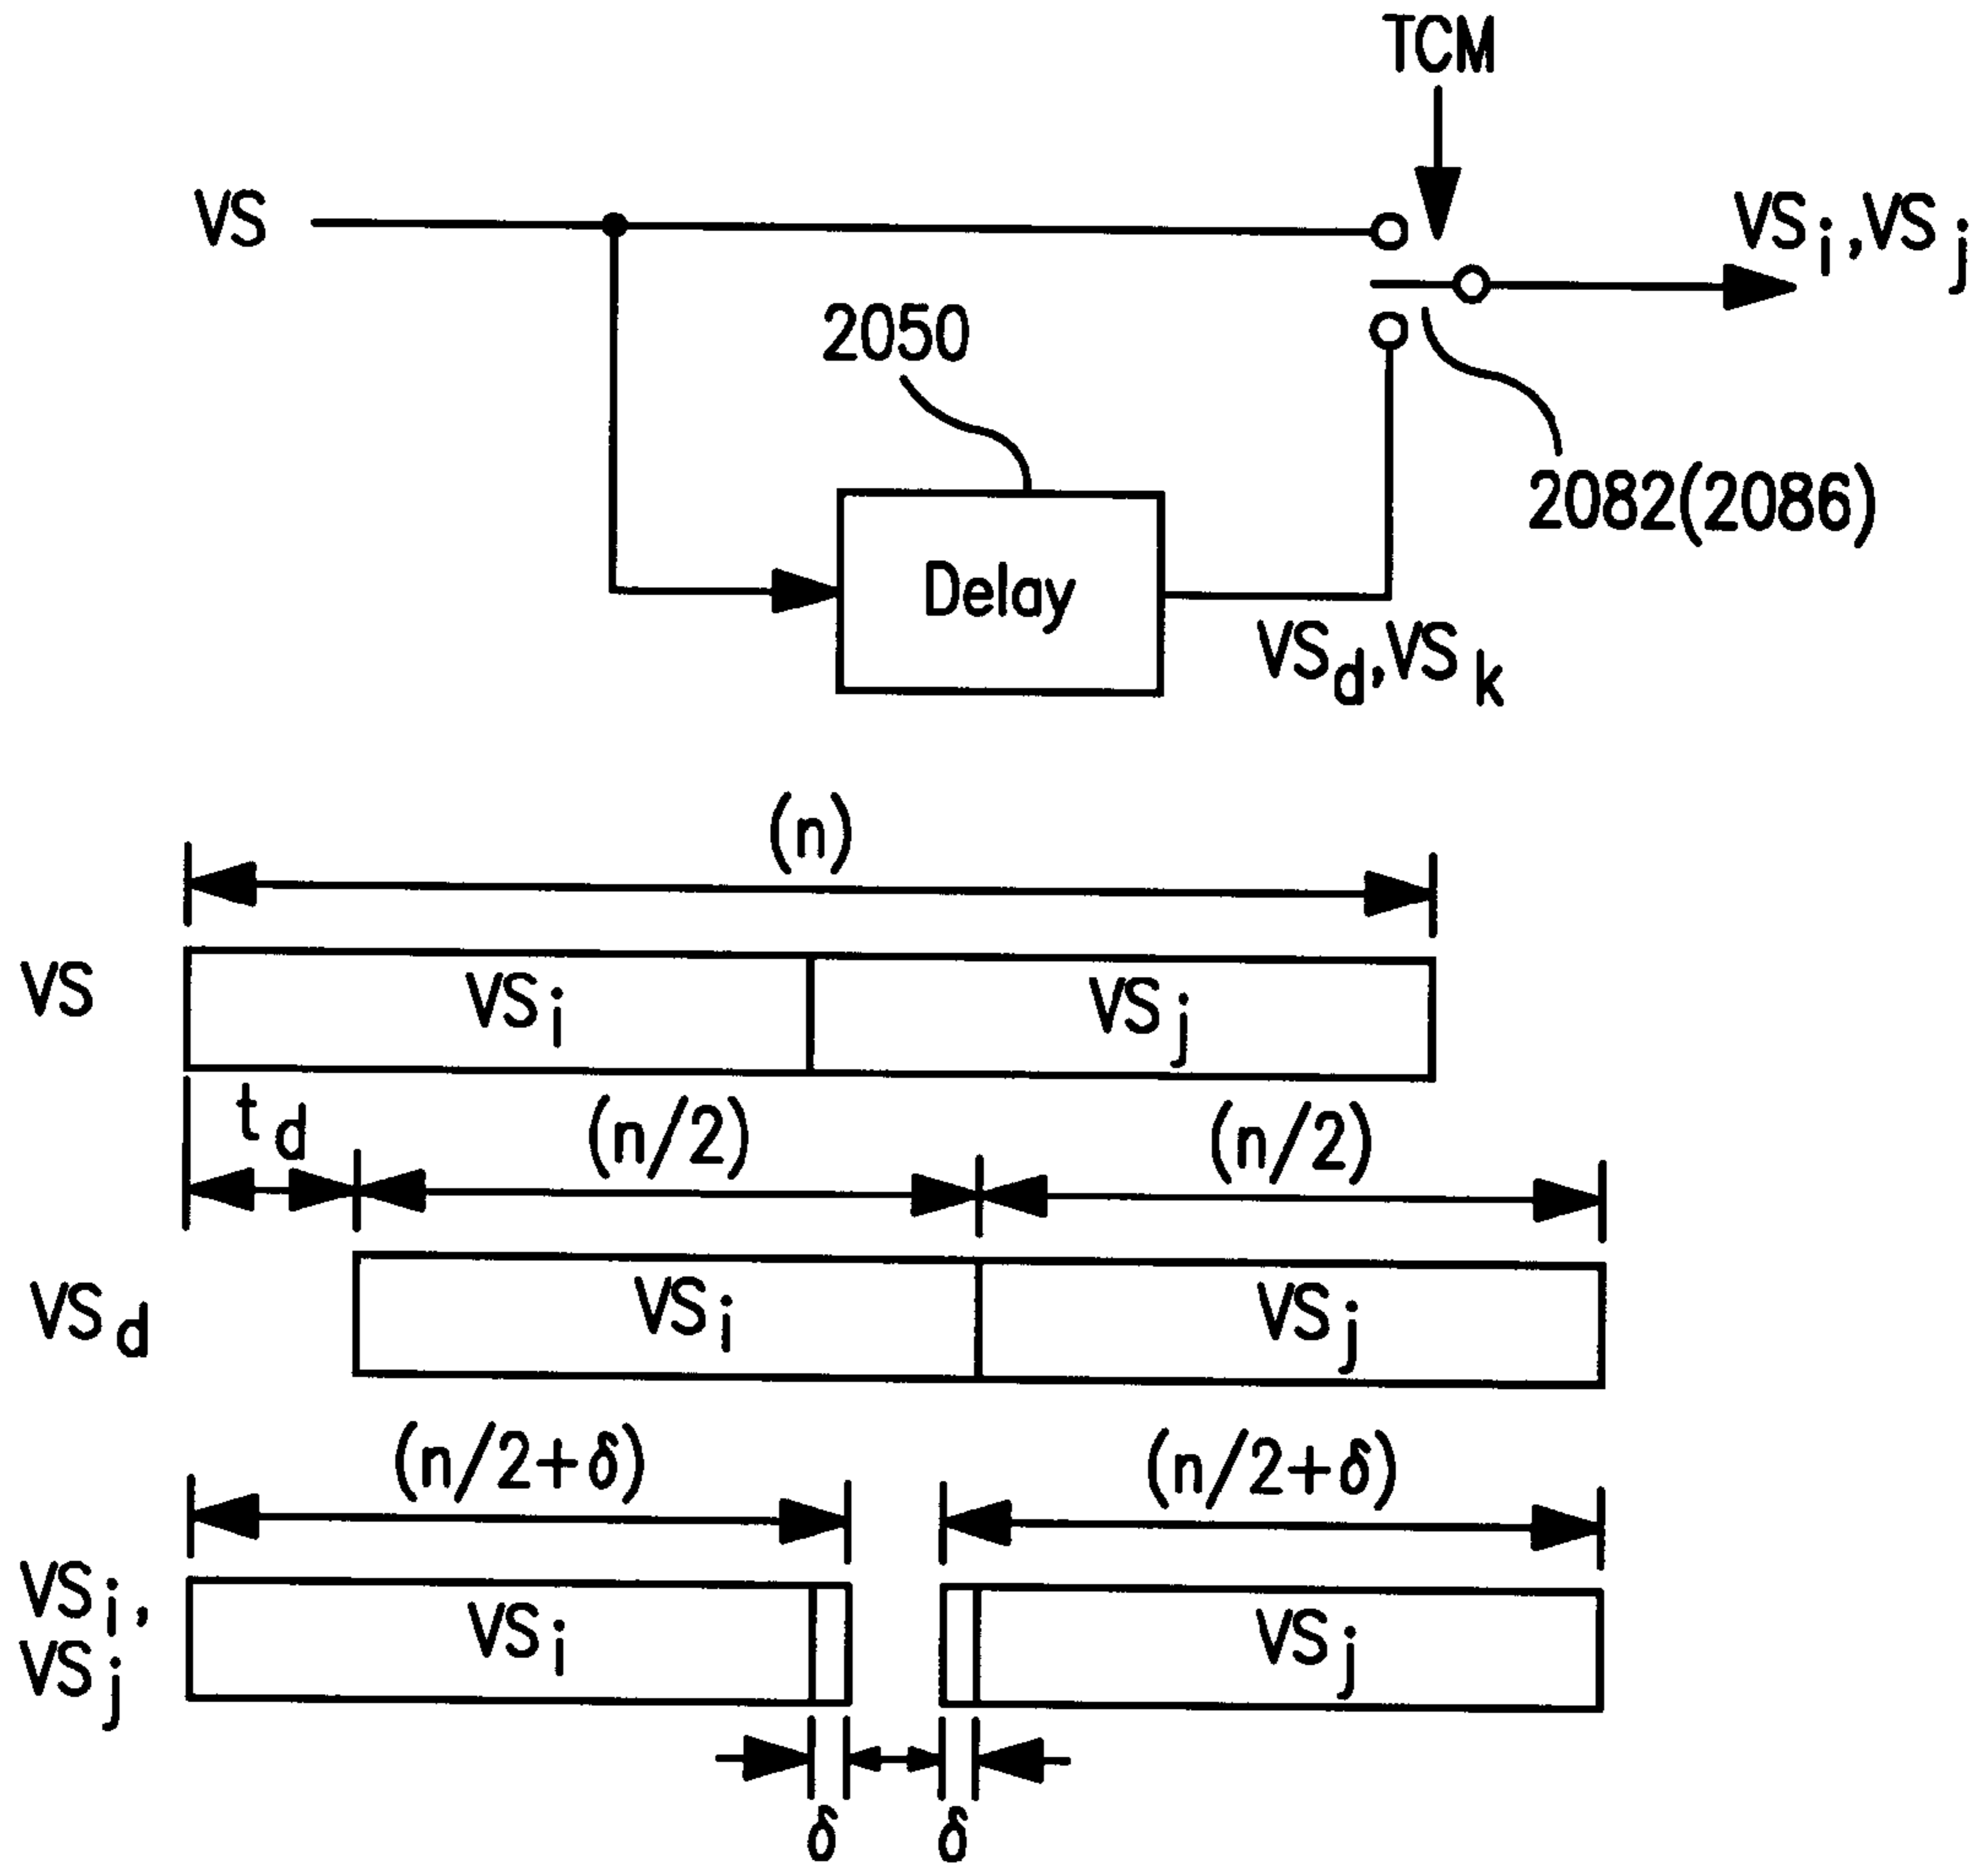 TCM
VS
VSi,VSj
2050
2082(2086)
Delay
VSd,VSk
(n)
VS
VSi
VSj
td
(n/2)
(n/2)
VSd
VSi
VSj
(n/2+δ)
(n/2+δ)
VSi,
VSj
VSi
VSj
δ
δ